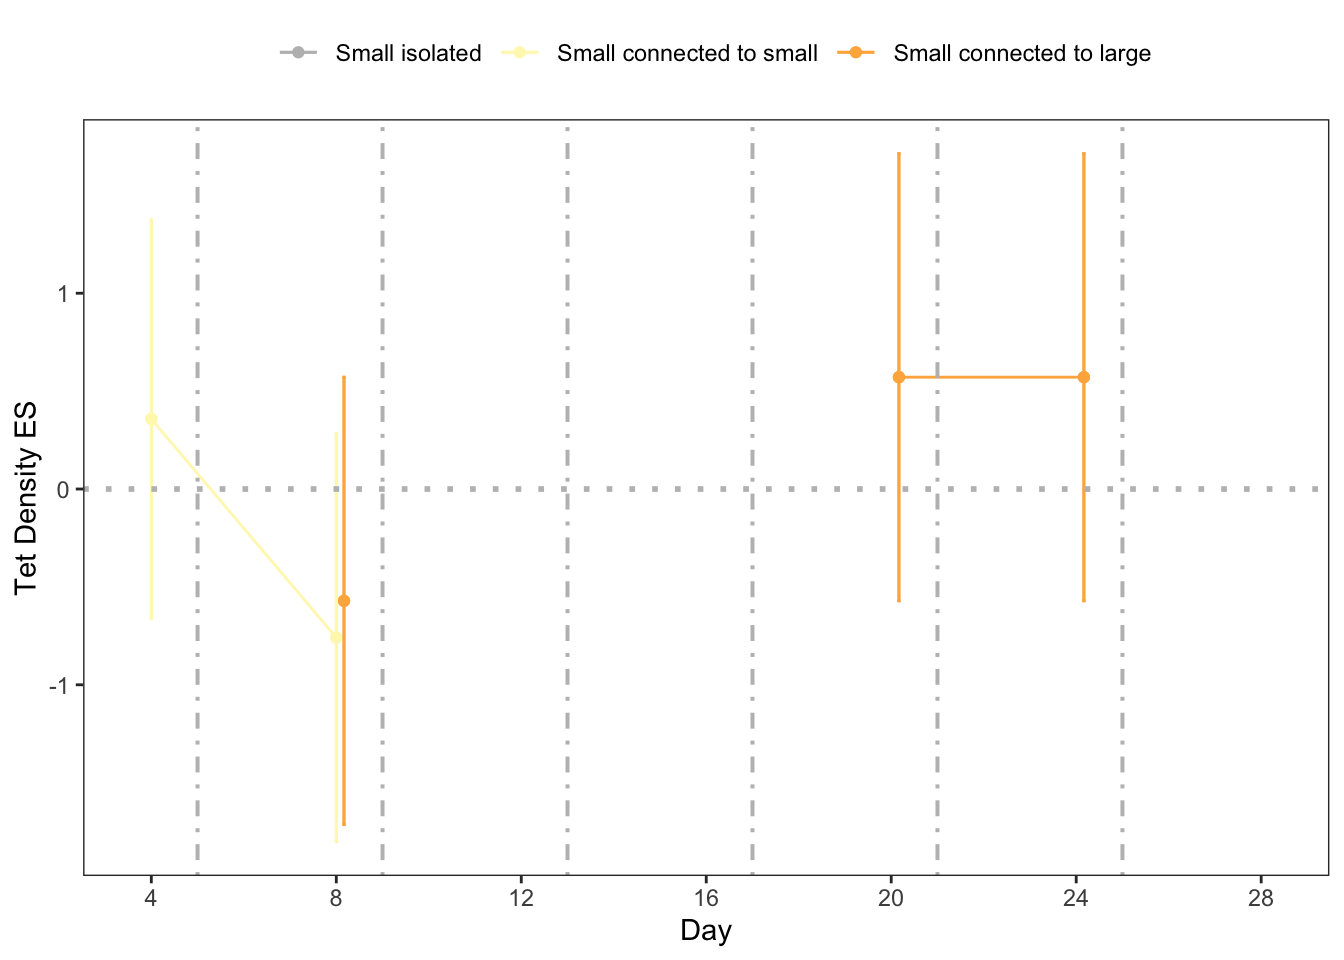 Small isolated Small connected to small Small connected to large
Tet Density ES
1
0
-1
4 8 12 16 20 24 28
Day